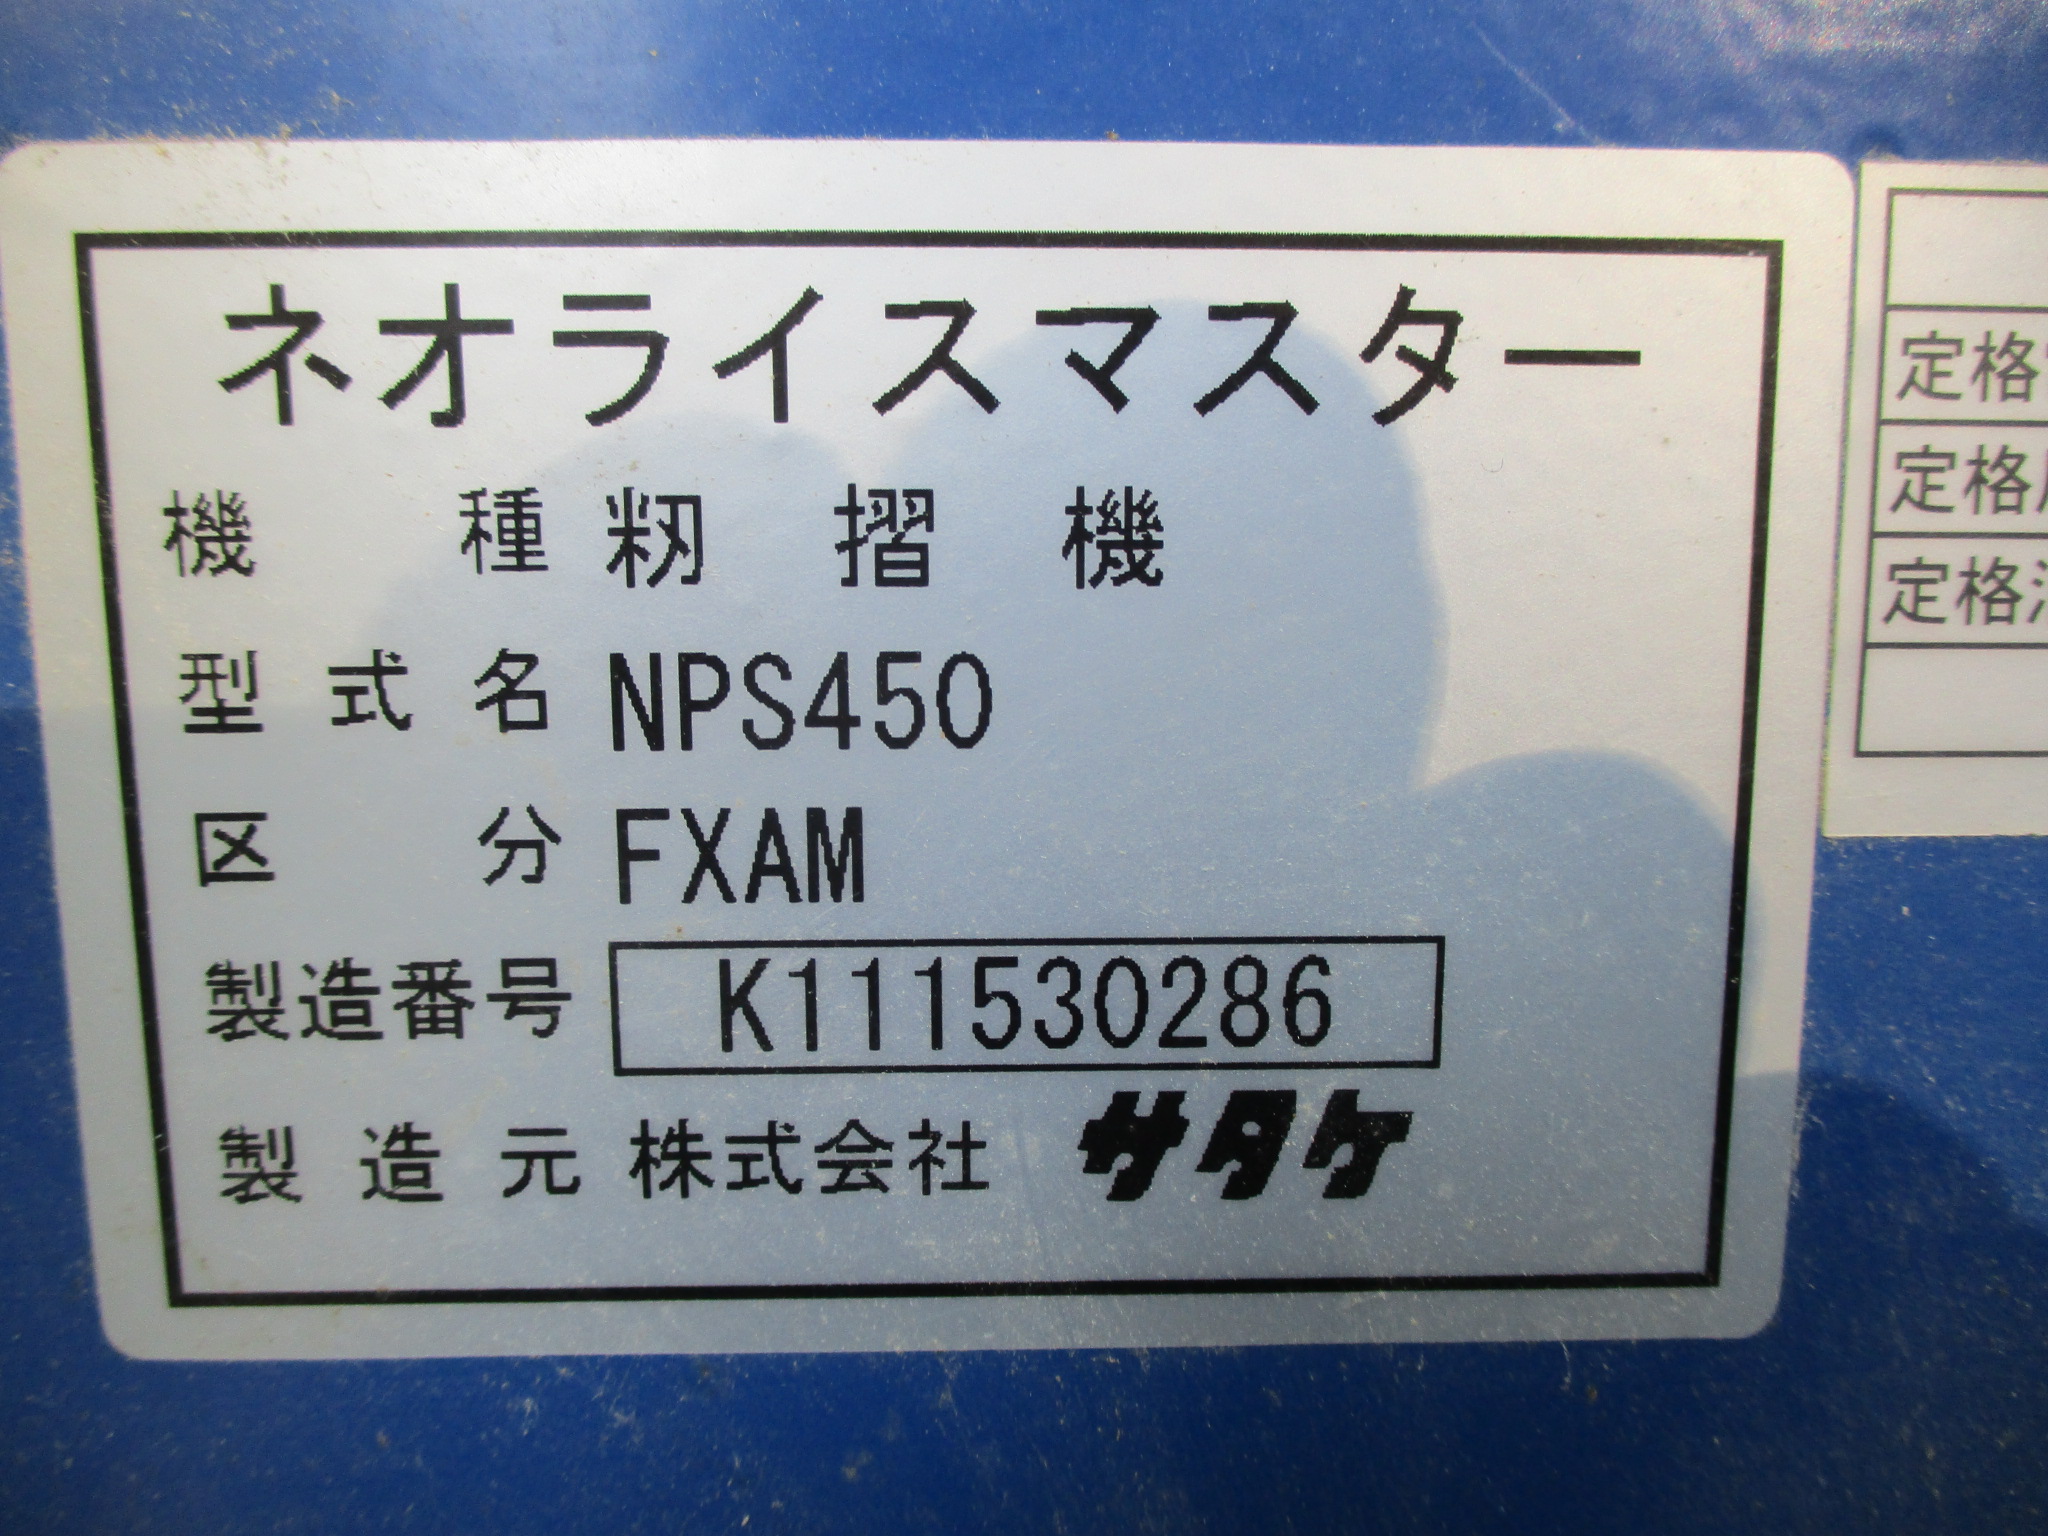 ネオライスマスター
機種 籾摺機
型式名 NPS450
区分 FXAM
製造番号 K111530286
製造元 株式会社 サタケ
定格
定格
定格